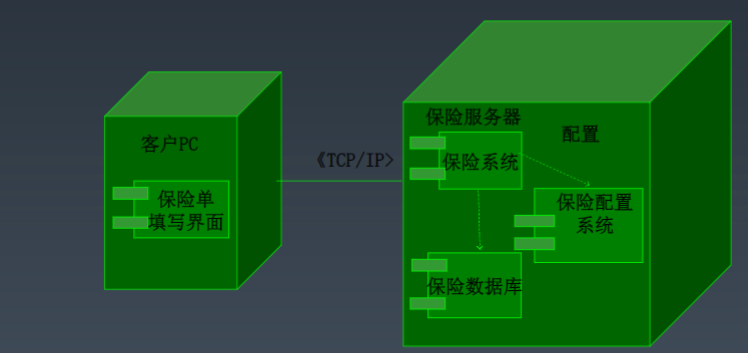 客户PC
保险单
填写界面
《TCP/IP>
保险服务器
配置
保险系统
保险配置
系统
保险数据库